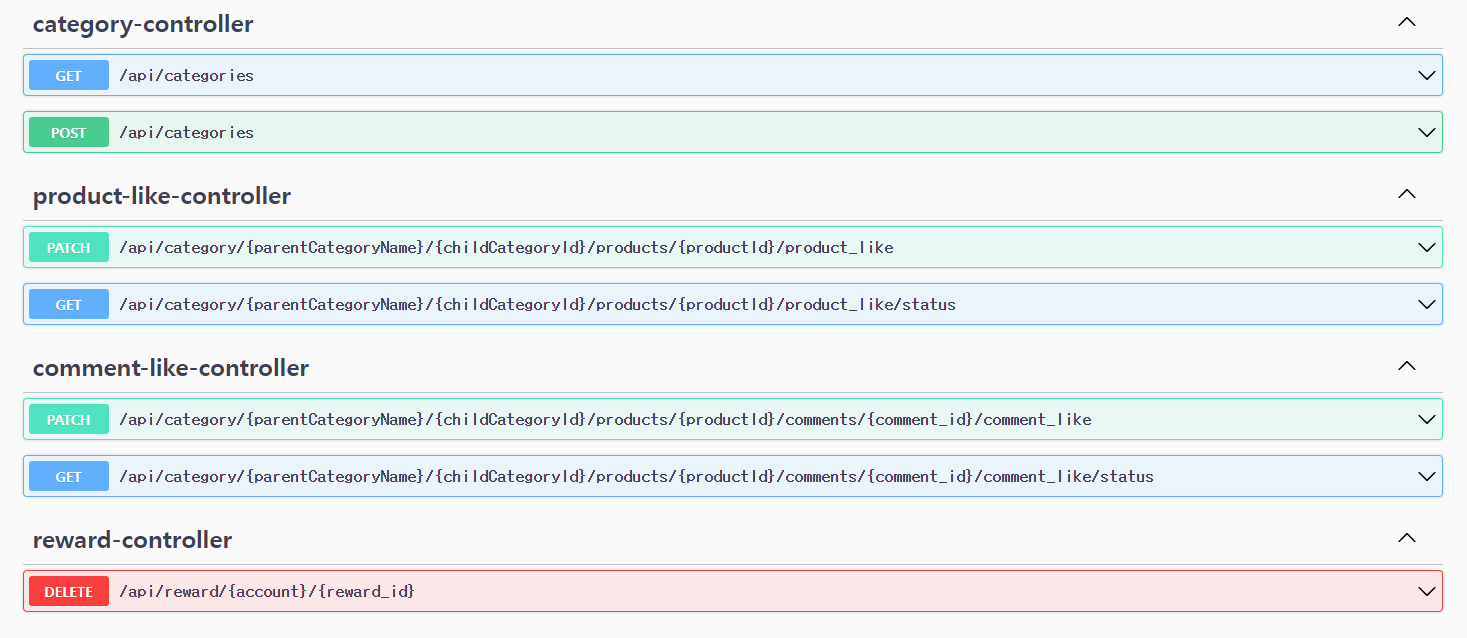 category-controller
GET /api/categories
POST /api/categories
product-like-controller
PATCH /api/category/{parentCategoryName}/{childCategoryId}/products/{productId}/product_like
GET /api/category/{parentCategoryName}/{childCategoryId}/products/{productId}/product_like/status
comment-like-controller
PATCH /api/category/{parentCategoryName}/{childCategoryId}/products/{productId}/comments/{comment_id}/comment_like
GET /api/category/{parentCategoryName}/{childCategoryId}/products/{productId}/comments/{comment_id}/comment_like/status
reward-controller
DELETE /api/reward/{account}/{reward_id}